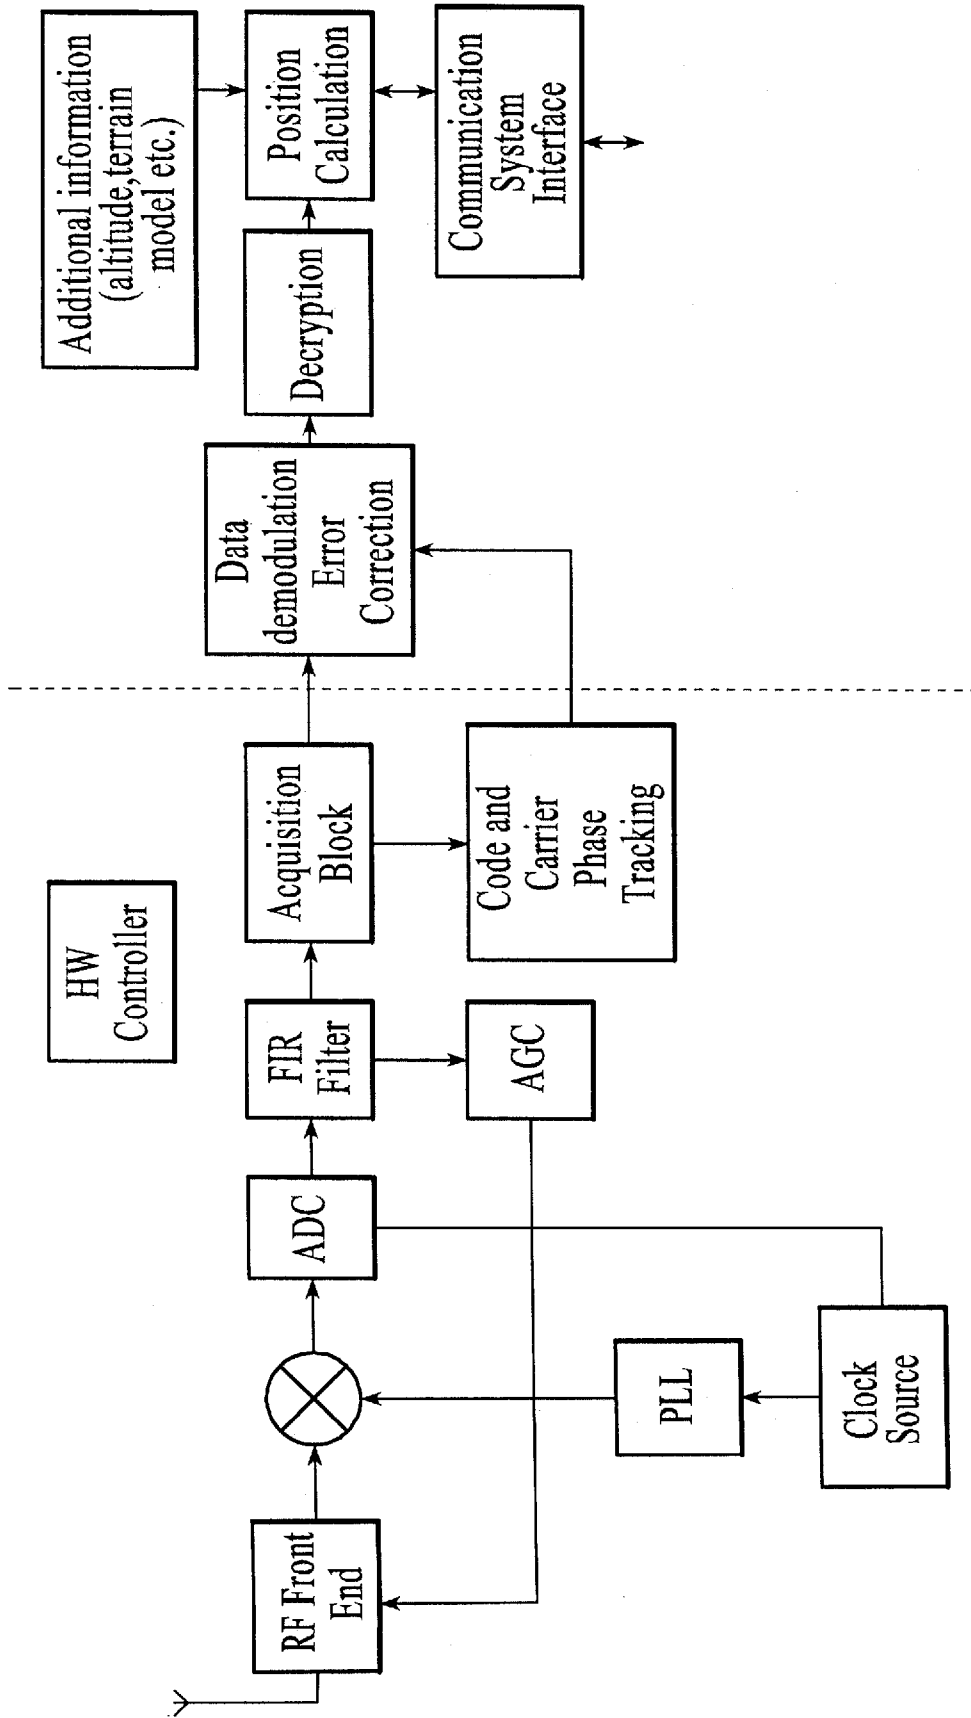 RF Front
End
ADC
FIR
Filter
Acquisition
Block
Data
demodulation
Error
Correction
Decryption
Position
Calculation
Additional information
(altitude,terrain
model etc.)
HW
Controller
AGC
Code and
Carrier
Phase
Tracking
Communication
System
Interface
PLL
Clock
Source